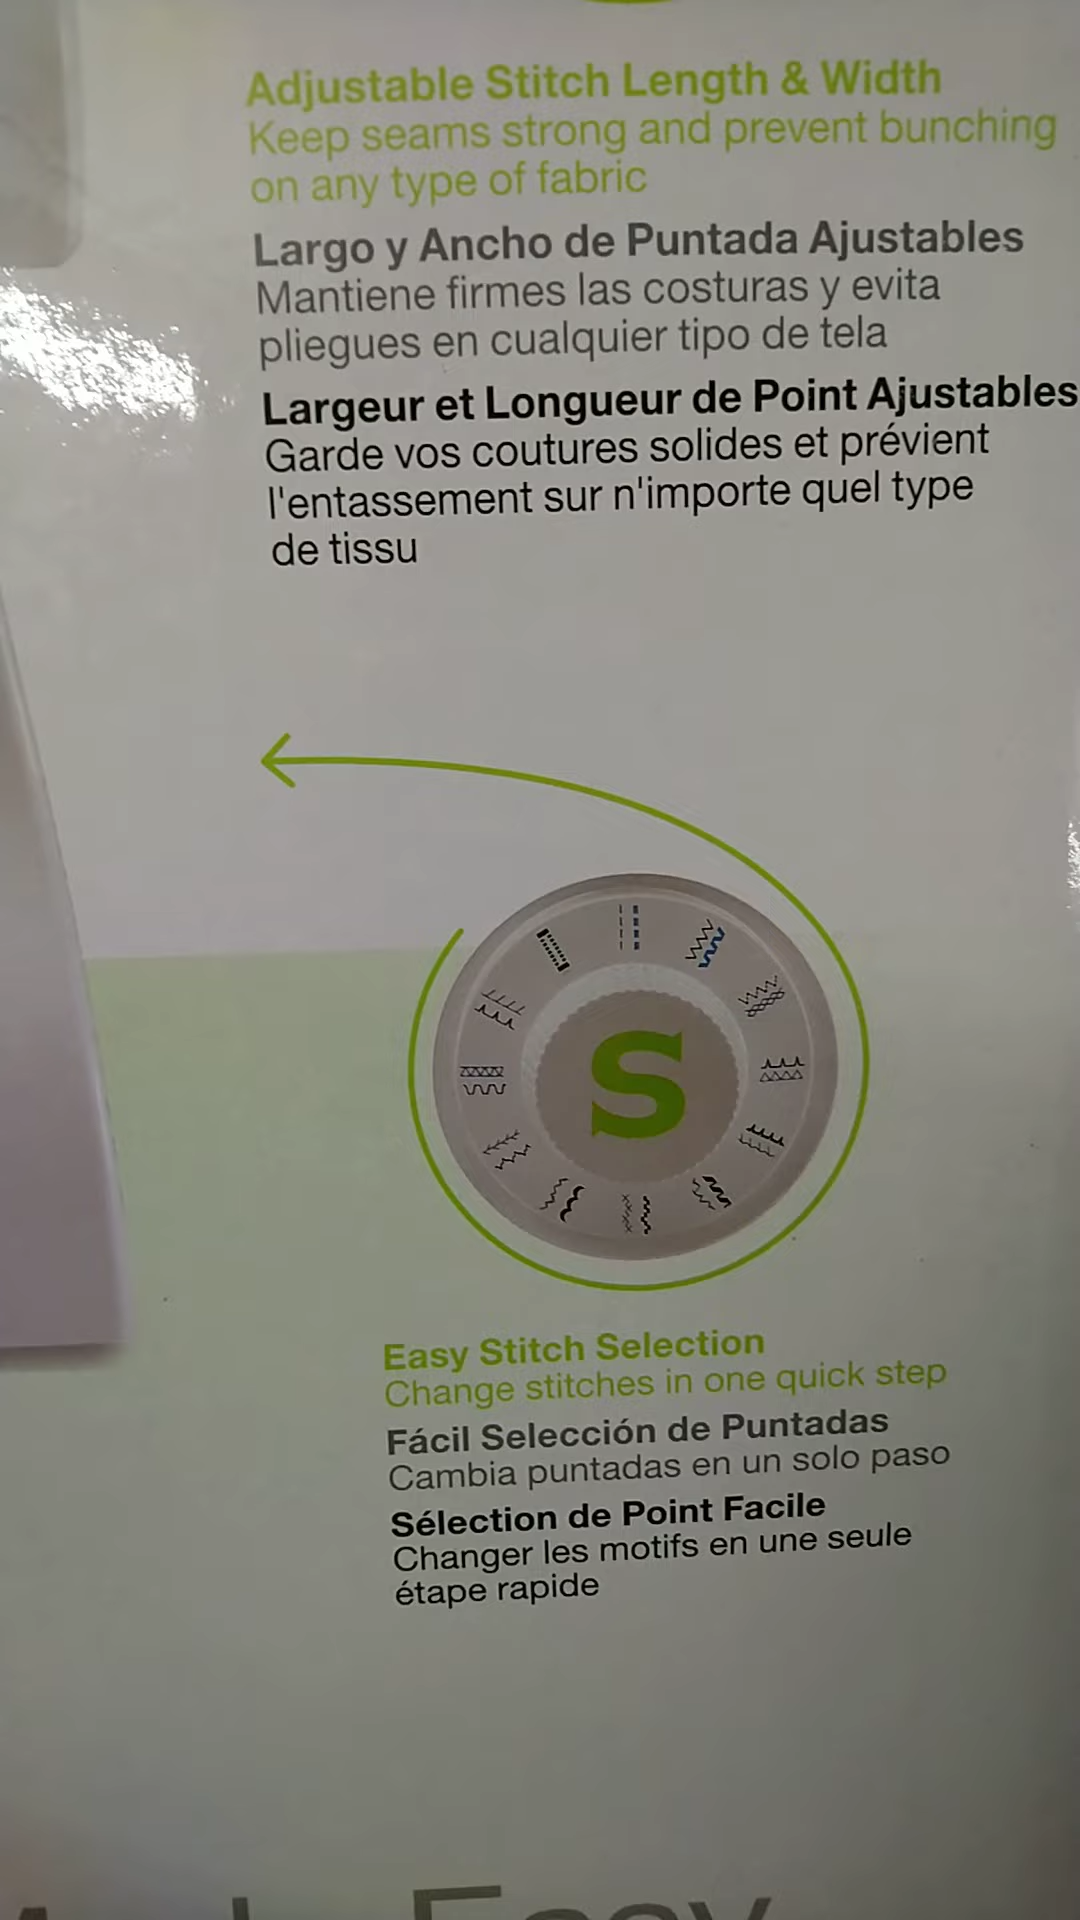 Adjustable Stitch Length & Width
Keep seams strong and prevent bunching
on any type of fabric
Largo y Ancho de Puntada Ajustables
Mantiene firmes las costuras y evita
pliegues en cualquier tipo de tela
Largeur et Longueur de Point Ajustables
Garde vos coutures solides et prévient
l'entassement sur n'importe quel type
de tissu
S
Easy Stitch Selection
Change stitches in one quick step
Fácil Selección de Puntadas
Cambia puntadas en un solo paso
Sélection de Point Facile
Changer les motifs en une seule
étape rapide
Easy